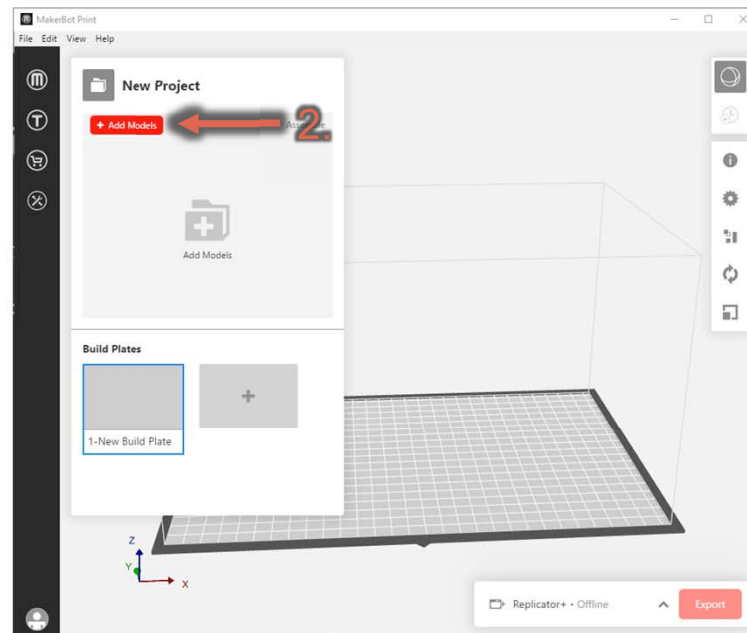 MakerBot Print
File Edit View Help
New Project
+ Add Models
2.
Add Models
Build Plates
1-New Build Plate
+
Z
Y
X
Replicator+ • Offline
Export